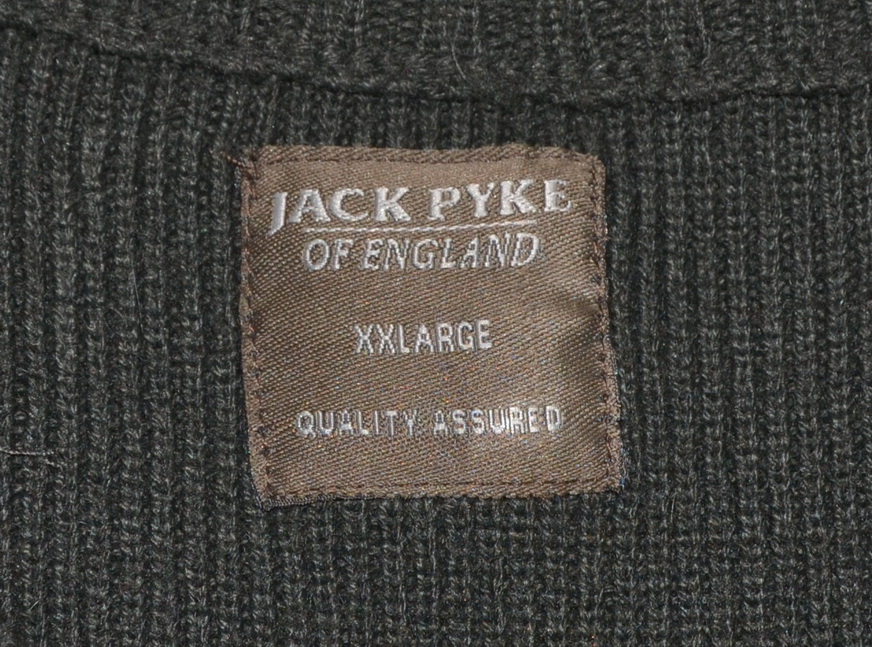 JACK PYKE
OF ENGLAND
XXLARGE
QUALITY ASSURED